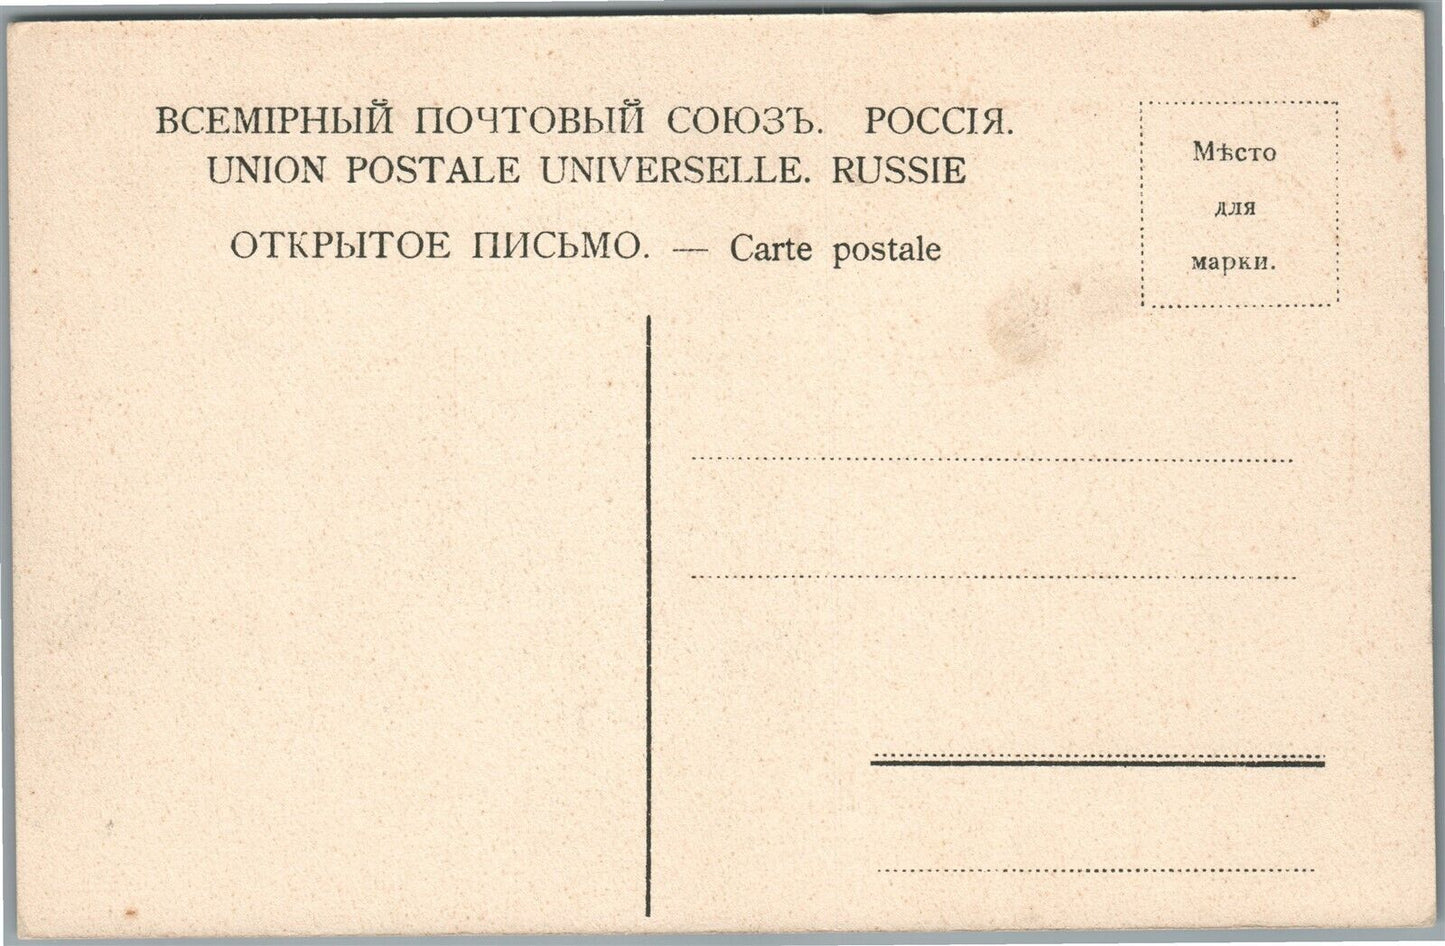 ВСЕМІРНЫЙ ПОЧТОВЫЙ СОЮЗЪ. РОССІЯ.
UNION POSTALE UNIVERSELLE. RUSSIE
ОТКРЫТОЕ ПИСЬМО. — Carte postale
Мѣсто
для
марки.